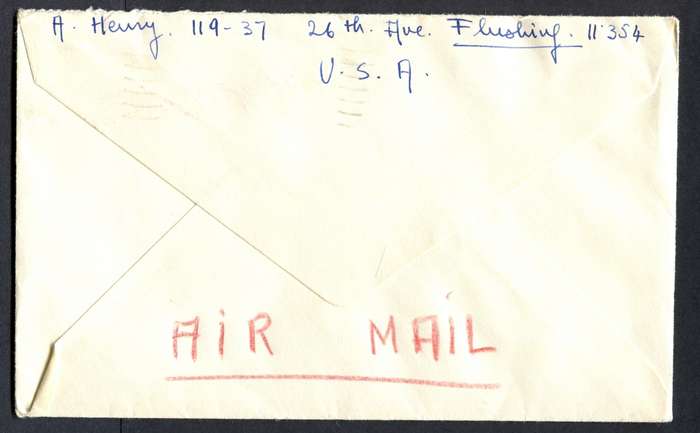 A. Henry. 119-37 26th. Ave. Flushing. 11354
U. S. A.
AIR MAIL